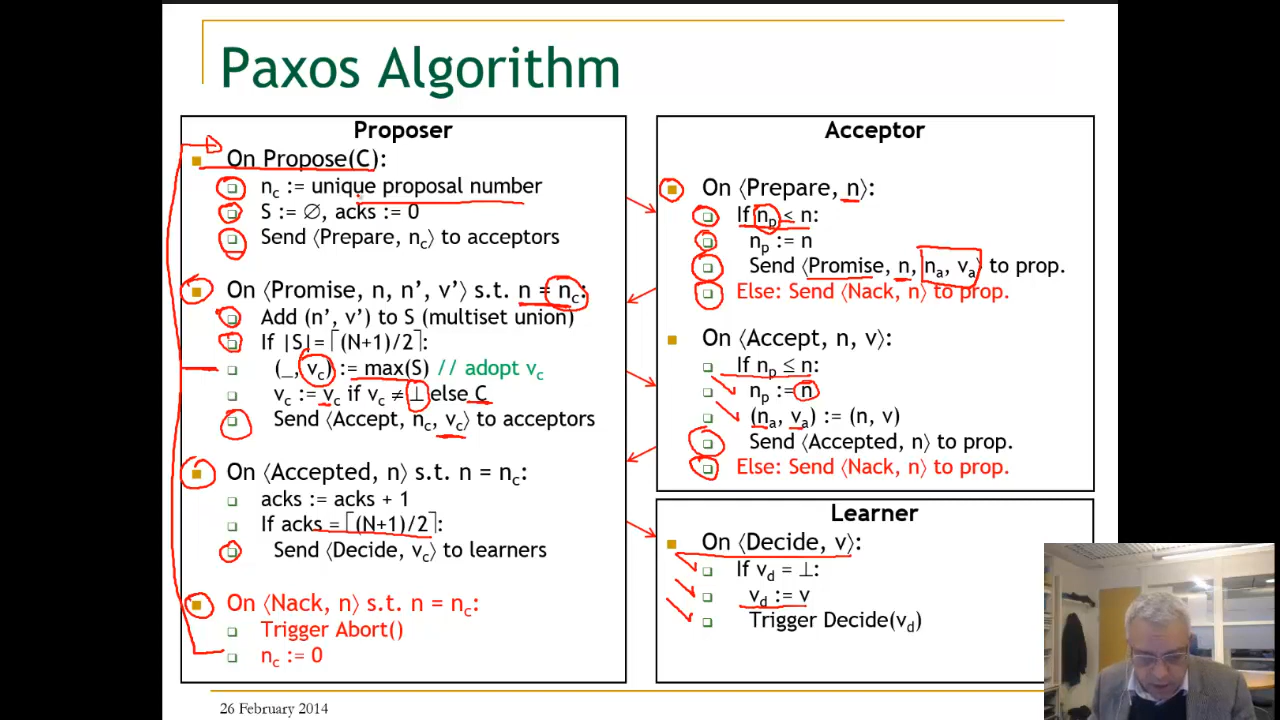 Paxos Algorithm
Proposer
On Propose(C):
n_c := unique proposal number
S := ∅, acks := 0
Send ⟨Prepare, n_c⟩ to acceptors
On ⟨Promise, n, n’, v’⟩ s.t. n = n_c:
Add (n’, v’) to S (multiset union)
If |S|=⌈(N+1)/2⌉:
(_, v_c) := max(S) // adopt v_c
v_c := v_c if v_c ≠ ⊥ else C
Send ⟨Accept, n_c, v_c⟩ to acceptors
On ⟨Accepted, n⟩ s.t. n = n_c:
acks := acks + 1
If acks =⌈(N+1)/2⌉:
Send ⟨Decide, v_c⟩ to learners
On ⟨Nack, n⟩ s.t. n = n_c:
Trigger Abort()
n_c := 0
Acceptor
On ⟨Prepare, n⟩:
If n_p ≤ n:
n_p := n
Send ⟨Promise, n, n_a, v_a⟩ to prop.
Else: Send ⟨Nack, n⟩ to prop.
On ⟨Accept, n, v⟩:
If n_p ≤ n:
n_p := n
(n_a, v_a) := (n, v)
Send ⟨Accepted, n⟩ to prop.
Else: Send ⟨Nack, n⟩ to prop.
Learner
On ⟨Decide, v⟩:
If v_d = ⊥:
v_d := v
Trigger Decide(v_d)
26 February 2014